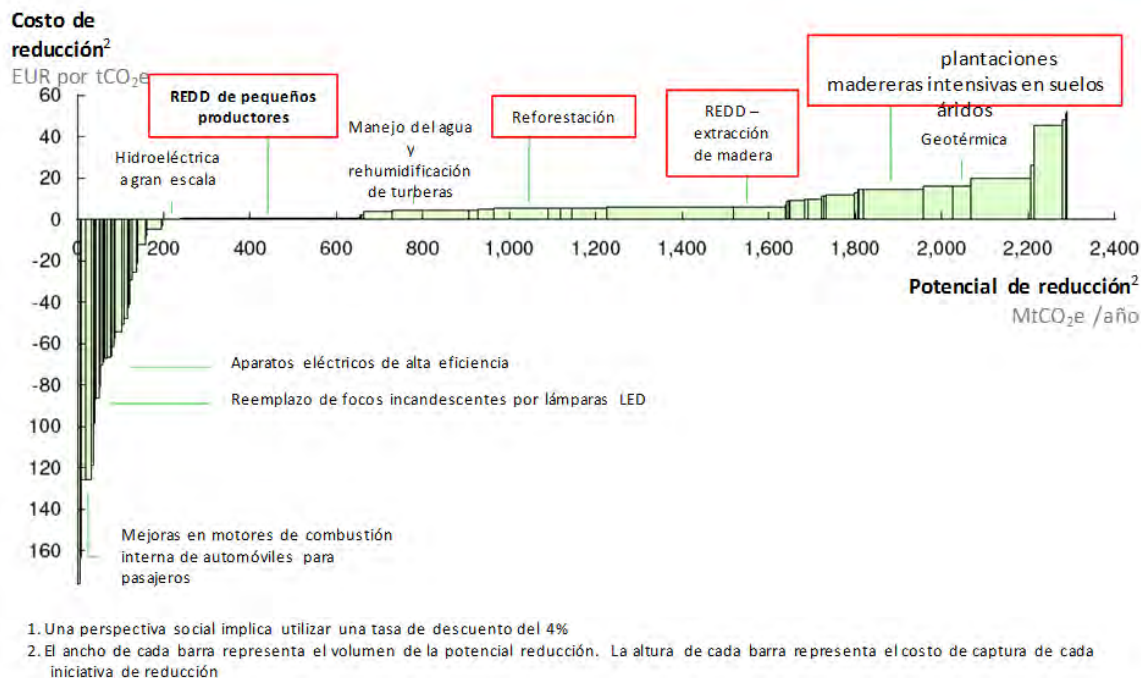 Costo de
reducción²
EUR por tCO₂e
60
40
20
0
-20
-40
-60
-80
100
120
140
160
REDD de pequeños
productores
Hidroeléctrica
a gran escala
Manejo del agua
y
rehumidificación
de turberas
Reforestación
REDD –
extracción
de madera
plantaciones
madereras intensivas en suelos
áridos
Geotérmica
0 200 400 600 800 1,000 1,200 1,400 1,600 1,800 2,000 2,200 2,400
Potencial de reducción²
MtCO₂e /año
Aparatos eléctricos de alta eficiencia
Reemplazo de focos incandescentes por lámparas LED
Mejoras en motores de combustión
interna de automóviles para
pasajeros
1. Una perspectiva social implica utilizar una tasa de descuento del 4%
2. El ancho de cada barra representa el volumen de la potencial reducción. La altura de cada barra representa el costo de captura de cada
iniciativa de reducción